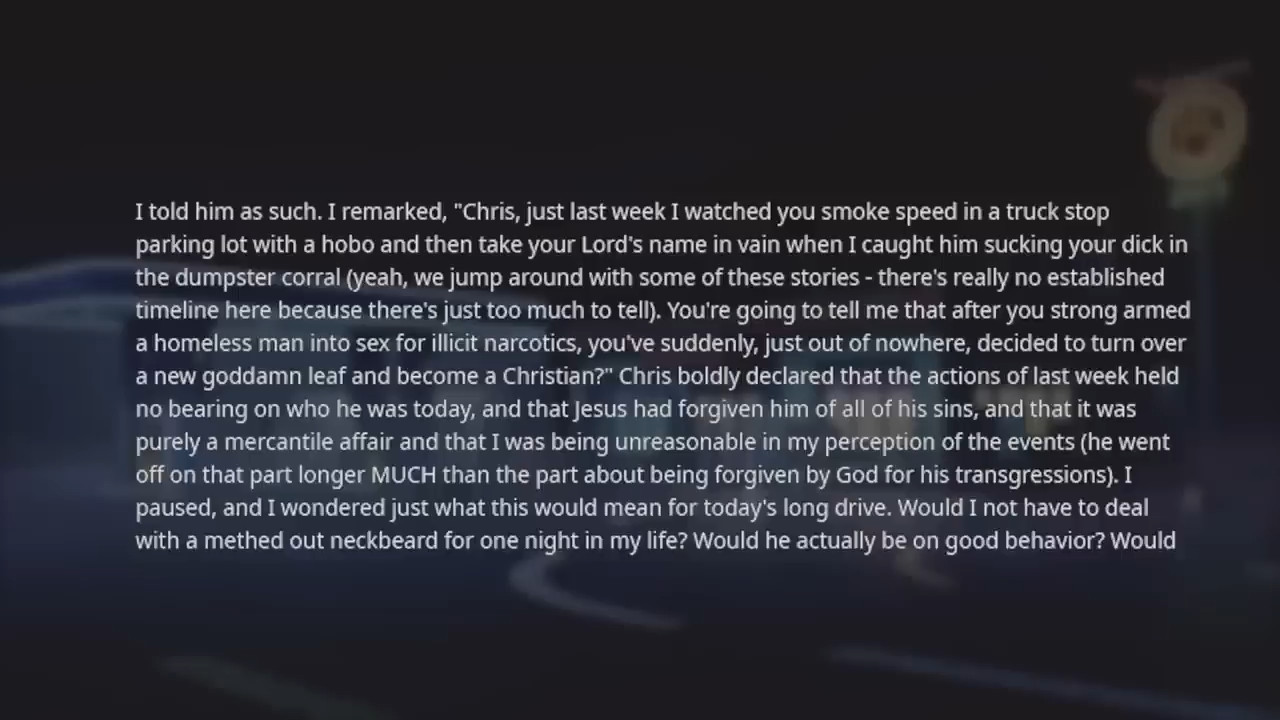 I told him as such. I remarked, "Chris, just last week I watched you smoke speed in a truck stop
parking lot with a hobo and then take your Lord's name in vain when I caught him sucking your dick in
the dumpster corral (yeah, we jump around with some of these stories - there's really no established
timeline here because there's just too much to tell). You're going to tell me that after you strong armed
a homeless man into sex for illicit narcotics, you've suddenly, just out of nowhere, decided to turn over
a new goddamn leaf and become a Christian?" Chris boldly declared that the actions of last week held
no bearing on who he was today, and that Jesus had forgiven him of all of his sins, and that it was
purely a mercantile affair and that I was being unreasonable in my perception of the events (he went
off on that part longer MUCH than the part about being forgiven by God for his transgressions). I
paused, and I wondered just what this would mean for today's long drive. Would I not have to deal
with a methed out neckbeard for one night in my life? Would he actually be on good behavior? Would